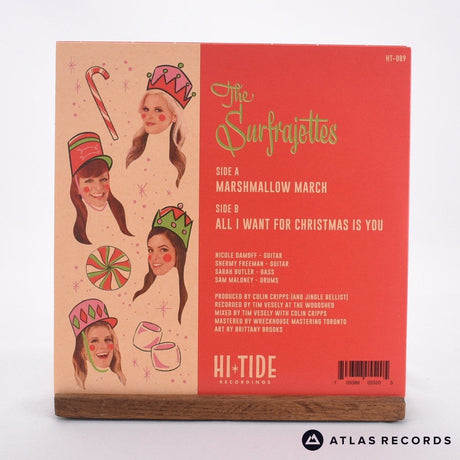 HT-089
The
Surfrajettes
SIDE A
MARSHMALLOW MARCH
SIDE B
ALL I WANT FOR CHRISTMAS IS YOU
NICOLE DAMOFF - GUITAR
SHERMY FREEMAN - GUITAR
SARAH BUTLER - BASS
SAM MALONEY - DRUMS
PRODUCED BY COLIN CRIPPS (AND JINGLE BELLIST)
RECORDED BY TIM VESELY AT THE WOODSHED
MIXED BY TIM VESELY WITH COLIN CRIPPS
MASTERED BY WRECKHOUSE MASTERING TORONTO
ART BY BRITTANY BROOKS
HI-TIDE
RECORDINGS
ATLAS RECORDS